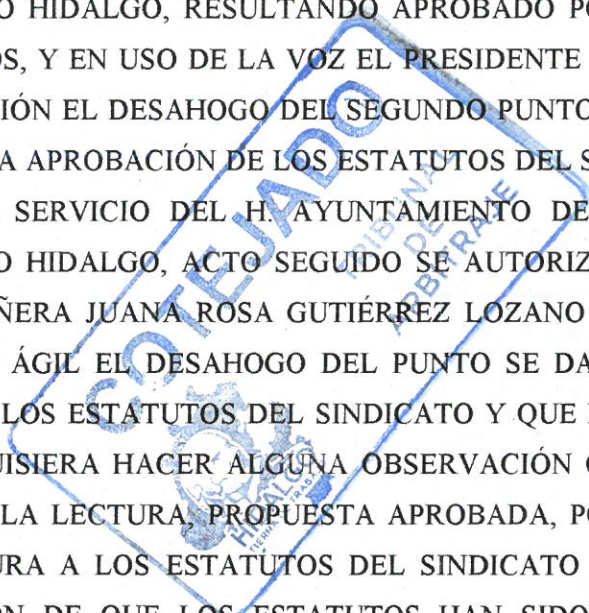 O HIDALGO, RESULTANDO APROBADO PO
OS, Y EN USO DE LA VOZ EL PRESIDENTE
IÓN EL DESAHOGO DEL SEGUNDO PUNTO
A APROBACIÓN DE LOS ESTATUTOS DEL S
SERVICIO DEL H. AYUNTAMIENTO DE
O HIDALGO, ACTO SEGUIDO SE AUTORIZ
ÑERA JUANA ROSA GUTIÉRREZ LOZANO
ÁGIL EL DESAHOGO DEL PUNTO SE DA
LOS ESTATUTOS DEL SINDICATO Y QUE
UISIERA HACER ALGUNA OBSERVACIÓN
LA LECTURA, PROPUESTA APROBADA, PO
URA A LOS ESTATUTOS DEL SINDICATO
ÓN DE QUE LOS ESTATUTOS HAN SIDO
COTEJADO
TRIBUNAL
DE
ARBITRAJE
HIDALGO